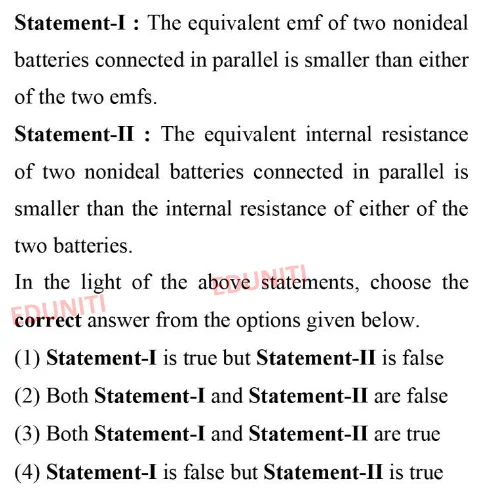 Statement-I : The equivalent emf of two nonideal
batteries connected in parallel is smaller than either
of the two emfs.
Statement-II : The equivalent internal resistance
of two nonideal batteries connected in parallel is
smaller than the internal resistance of either of the
two batteries.
In the light of the above statements, choose the
EDUNITI
EDUNITI
correct answer from the options given below.
(1) Statement-I is true but Statement-II is false
(2) Both Statement-I and Statement-II are false
(3) Both Statement-I and Statement-II are true
(4) Statement-I is false but Statement-II is true